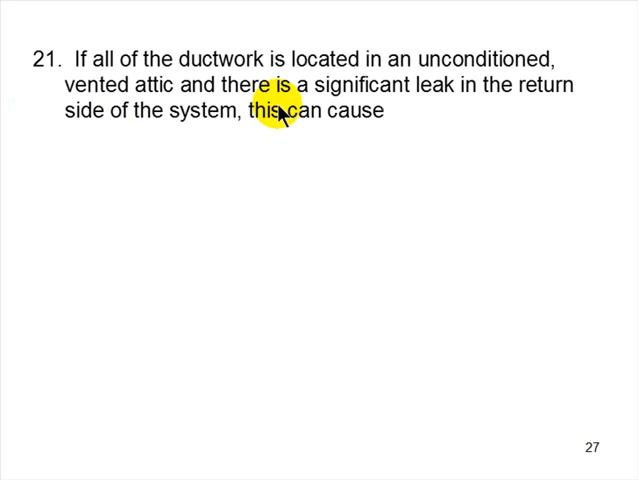 21. If all of the ductwork is located in an unconditioned,
vented attic and there is a significant leak in the return
side of the system, this can cause
27